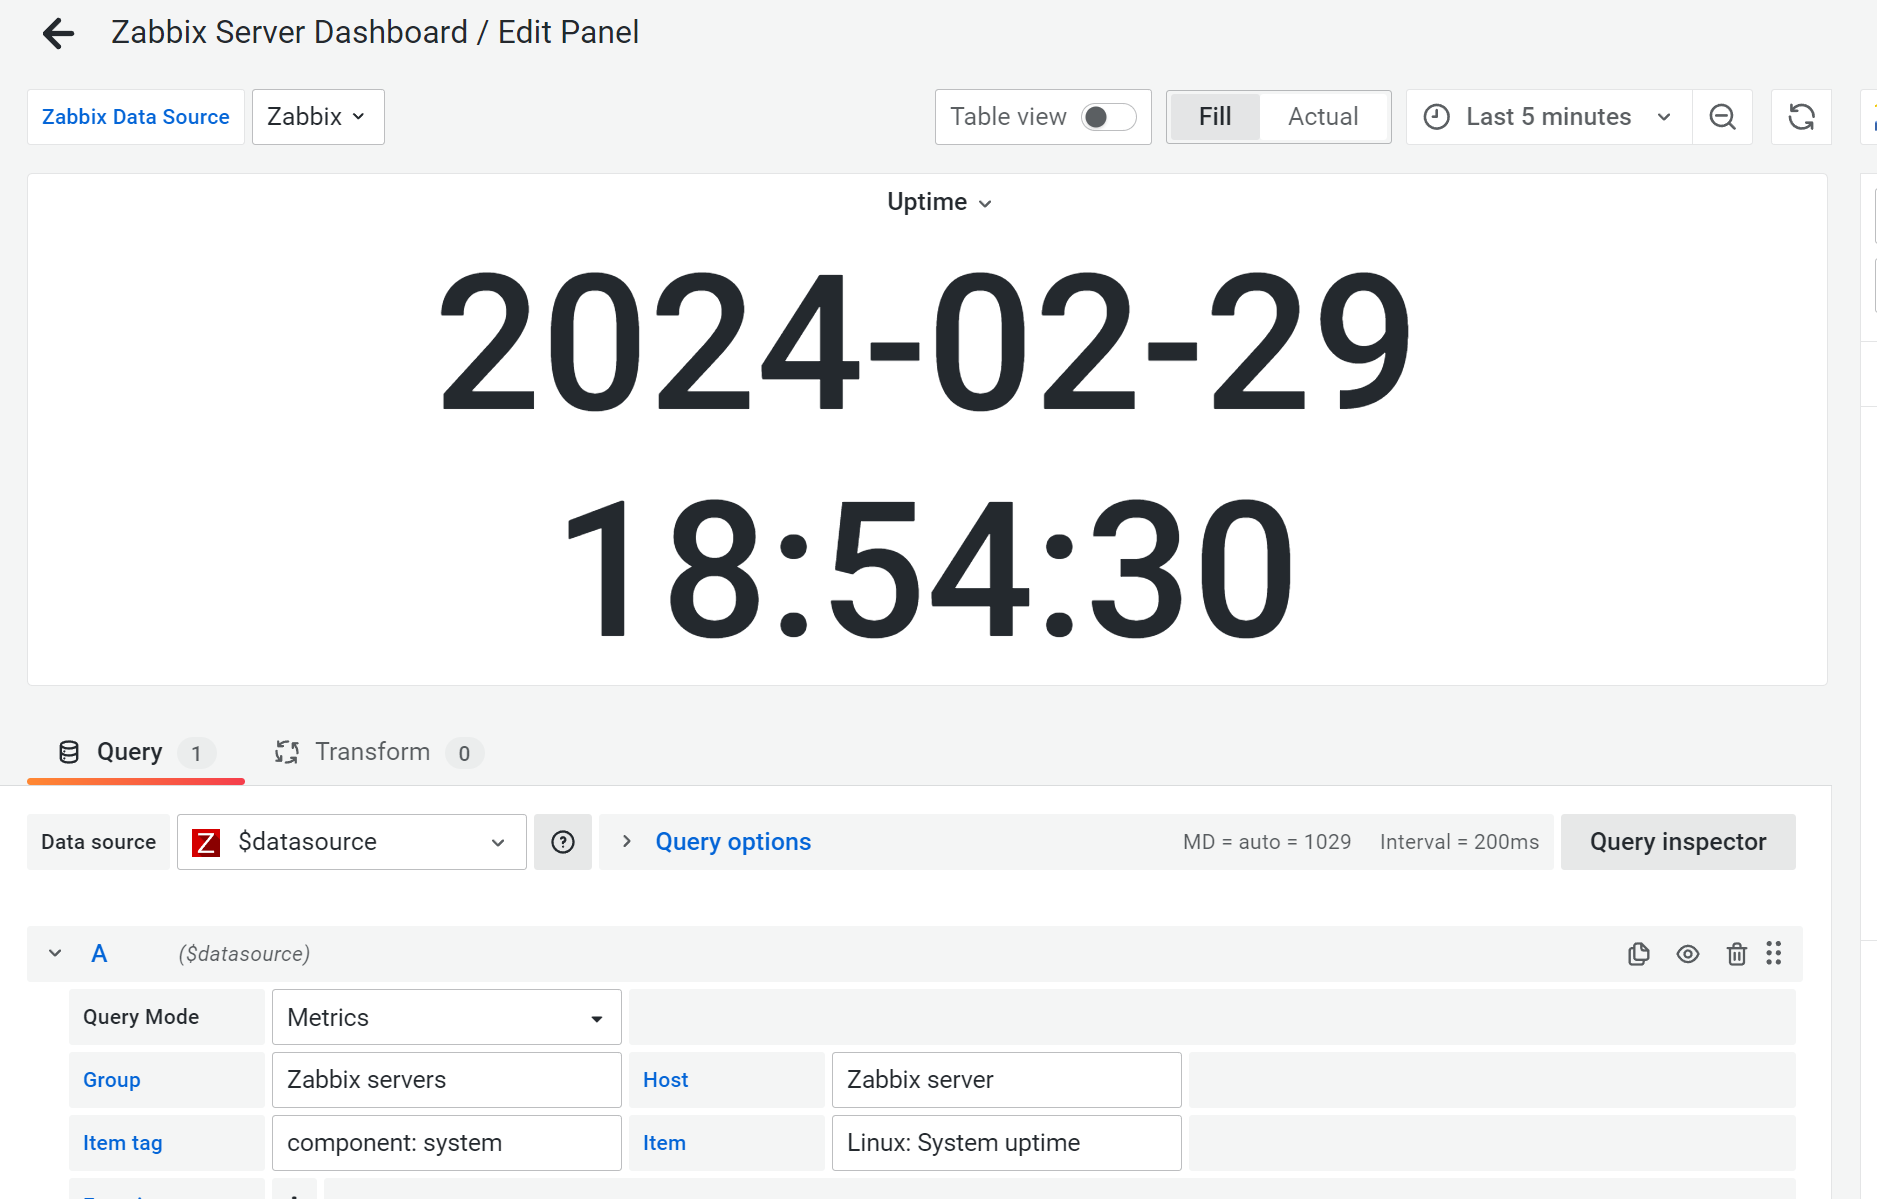 Zabbix Server Dashboard / Edit Panel
Zabbix Data Source Zabbix Table view Fill Actual Last 5 minutes
Uptime
2024-02-29
18:54:30
Query 1 Transform 0
Data source Z $datasource Query options MD = auto = 1029 Interval = 200ms Query inspector
A ($datasource)
Query Mode Metrics
Group Zabbix servers Host Zabbix server
Item tag component: system Item Linux: System uptime